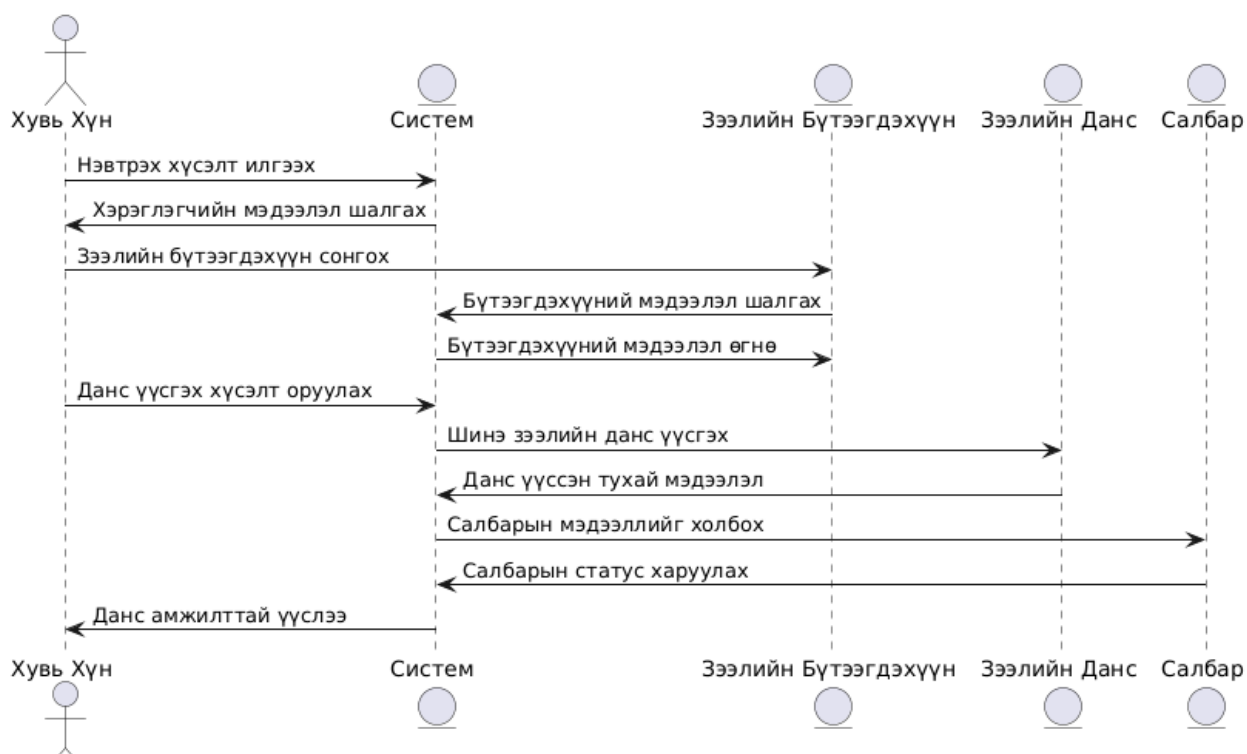 Хувь Хүн
Систем
Зээлийн Бүтээгдэхүүн
Зээлийн Данс
Салбар
Нэвтрэх хүсэлт илгээх
Хэрэглэгчийн мэдээлэл шалгах
Зээлийн бүтээгдэхүүн сонгох
Бүтээгдэхүүний мэдээлэл шалгах
Бүтээгдэхүүний мэдээлэл өгнө
Данс үүсгэх хүсэлт оруулах
Шинэ зээлийн данс үүсгэх
Данс үүссэн тухай мэдээлэл
Салбарын мэдээллийг холбох
Салбарын статус харуулах
Данс амжилттай үүслээ
Хувь Хүн
Систем
Зээлийн Бүтээгдэхүүн
Зээлийн Данс
Салбар